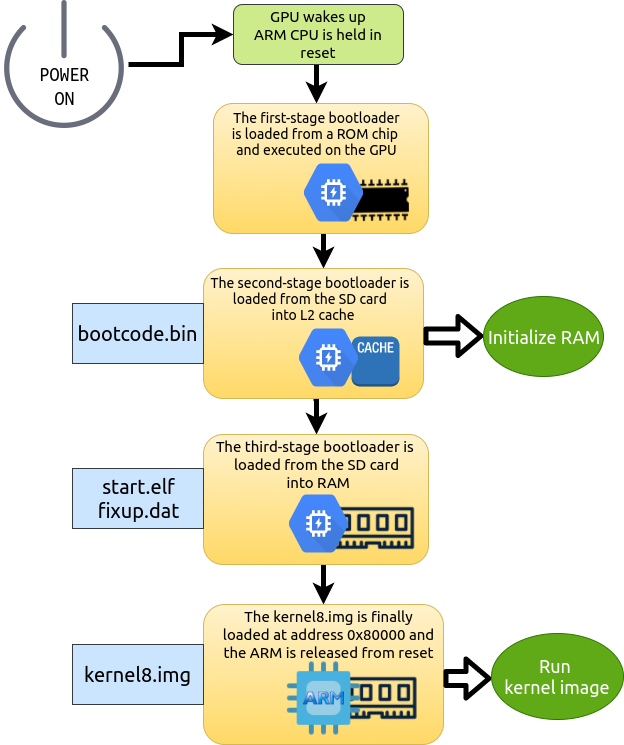 POWER
ON
GPU wakes up
ARM CPU is held in
reset
The first-stage bootloader
is loaded from a ROM chip
and executed on the GPU
bootcode.bin
The second-stage bootloader is
loaded from the SD card
into L2 cache
CACHE
Initialize RAM
start.elf
fixup.dat
The third-stage bootloader is
loaded from the SD card
into RAM
kernel8.img
The kernel8.img is finally
loaded at address 0x80000 and
the ARM is released from reset
ARM
Run
kernel image